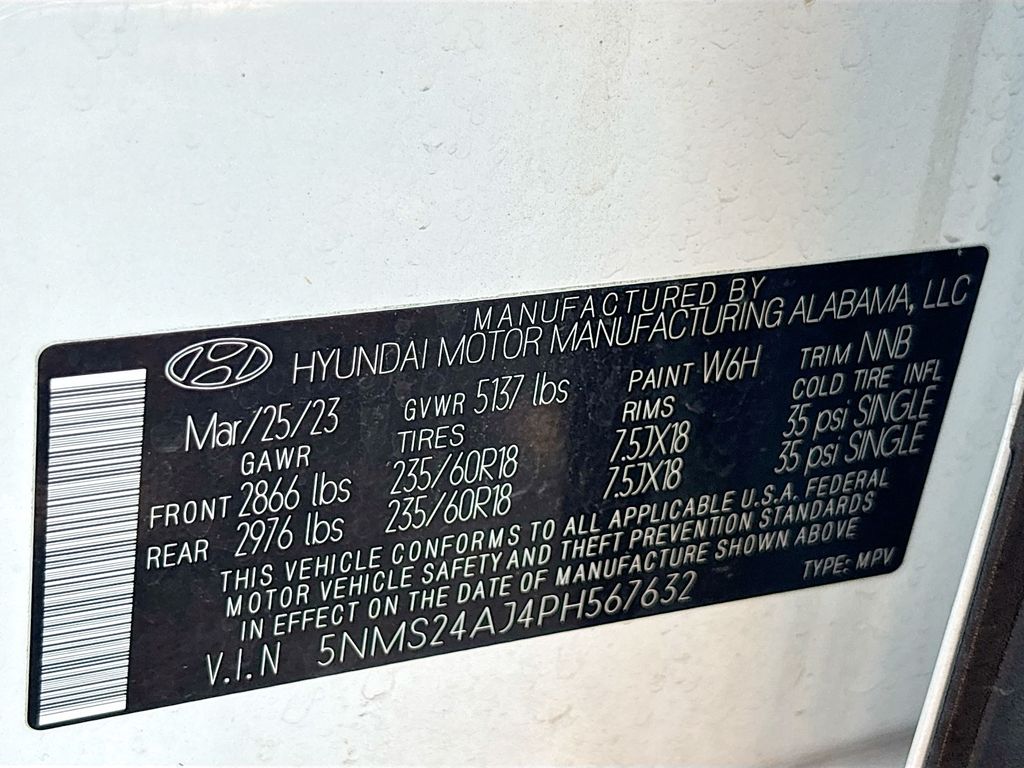 MANUFACTURED BY
HYUNDAI MOTOR MANUFACTURING ALABAMA, LLC
Mar/25/23 GVWR 5137 lbs PAINT W6H TRIM NNB
GAWR TIRES RIMS COLD TIRE INFL
FRONT 2866 lbs 235/60R18 7.5JX18 35 psi SINGLE
REAR 2976 lbs 235/60R18 7.5JX18 35 psi SINGLE
THIS VEHICLE CONFORMS TO ALL APPLICABLE U.S.A. FEDERAL
MOTOR VEHICLE SAFETY AND THEFT PREVENTION STANDARDS
IN EFFECT ON THE DATE OF MANUFACTURE SHOWN ABOVE
V.I.N 5NMS24AJ4PH567632 TYPE: MPV